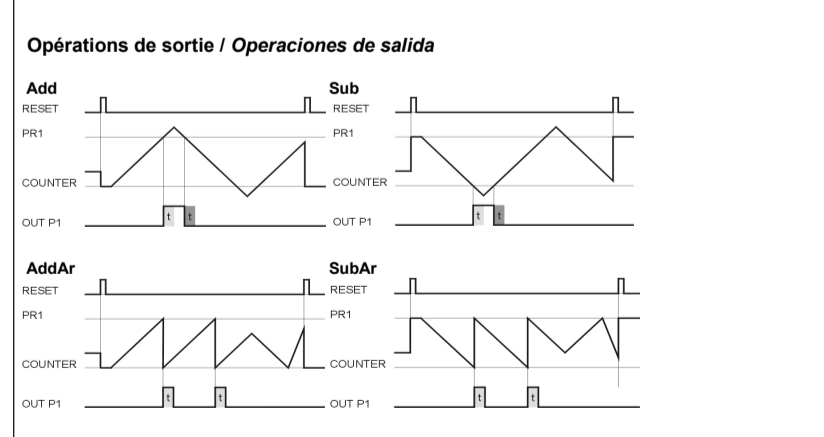 Opérations de sortie / Operaciones de salida
Add
RESET
PR1
COUNTER
OUT P1
t t
Sub
RESET
PR1
COUNTER
OUT P1
t t
AddAr
RESET
PR1
COUNTER
OUT P1
t t
SubAr
RESET
PR1
COUNTER
OUT P1
t t